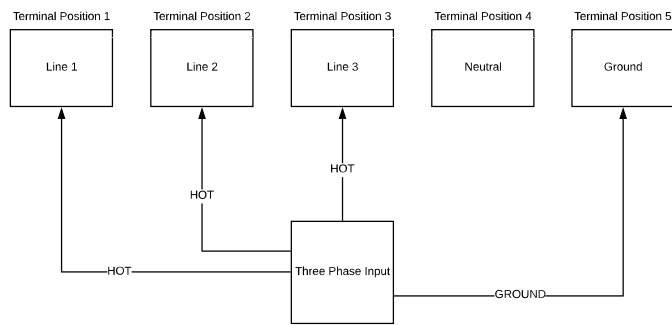 Terminal Position 1
Terminal Position 2
Terminal Position 3
Terminal Position 4
Terminal Position 5
Line 1
Line 2
Line 3
Neutral
Ground
HOT
HOT
HOT
Three Phase Input
GROUND